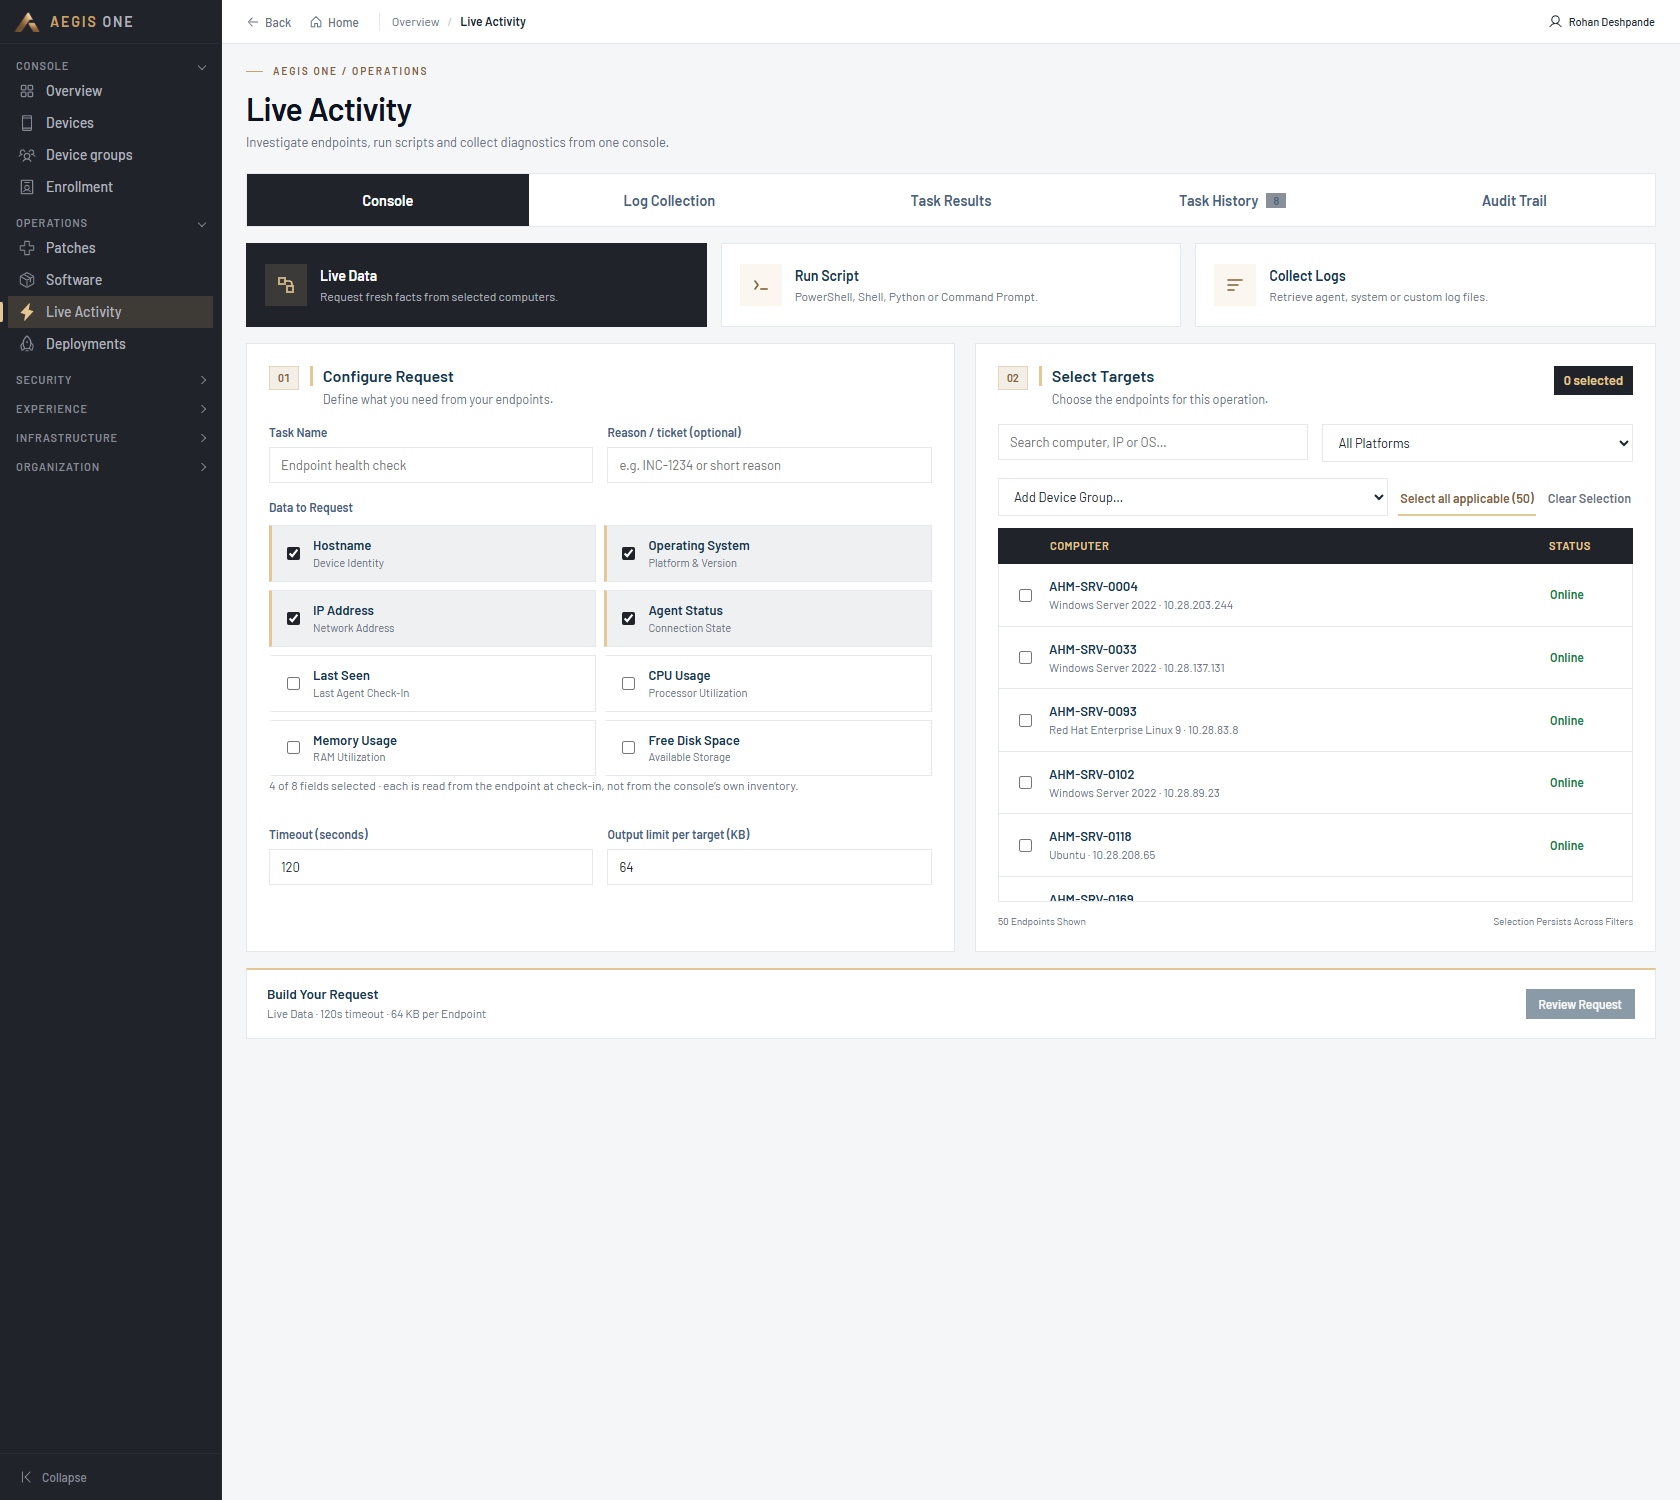 AEGIS ONE
CONSOLE
Overview
Devices
Device groups
Enrollment
OPERATIONS
Patches
Software
Live Activity
Deployments
SECURITY
EXPERIENCE
INFRASTRUCTURE
ORGANIZATION
Collapse
Back Home Overview / Live Activity
Rohan Deshpande
AEGIS ONE / OPERATIONS
Live Activity
Investigate endpoints, run scripts and collect diagnostics from one console.
Console Log Collection Task Results Task History 8 Audit Trail
Live Data
Request fresh facts from selected computers.
Run Script
PowerShell, Shell, Python or Command Prompt.
Collect Logs
Retrieve agent, system or custom log files.
01 Configure Request
Define what you need from your endpoints.
Task Name
Endpoint health check
Reason / ticket (optional)
e.g. INC-1234 or short reason
Data to Request
Hostname
Device Identity
Operating System
Platform & Version
IP Address
Network Address
Agent Status
Connection State
Last Seen
Last Agent Check-In
CPU Usage
Processor Utilization
Memory Usage
RAM Utilization
Free Disk Space
Available Storage
4 of 8 fields selected · each is read from the endpoint at check-in, not from the console's own inventory.
Timeout (seconds)
120
Output limit per target (KB)
64
02 Select Targets
Choose the endpoints for this operation.
0 selected
Search computer, IP or OS...
All Platforms
Add Device Group...
Select all applicable (50)
Clear Selection
COMPUTER STATUS
AHM-SRV-0004
Windows Server 2022 · 10.28.203.244
Online
AHM-SRV-0033
Windows Server 2022 · 10.28.137.131
Online
AHM-SRV-0093
Red Hat Enterprise Linux 9 · 10.28.83.8
Online
AHM-SRV-0102
Windows Server 2022 · 10.28.89.23
Online
AHM-SRV-0118
Ubuntu · 10.28.208.65
Online
AHM-SRV-0169
50 Endpoints Shown
Selection Persists Across Filters
Build Your Request
Live Data · 120s timeout · 64 KB per Endpoint
Review Request